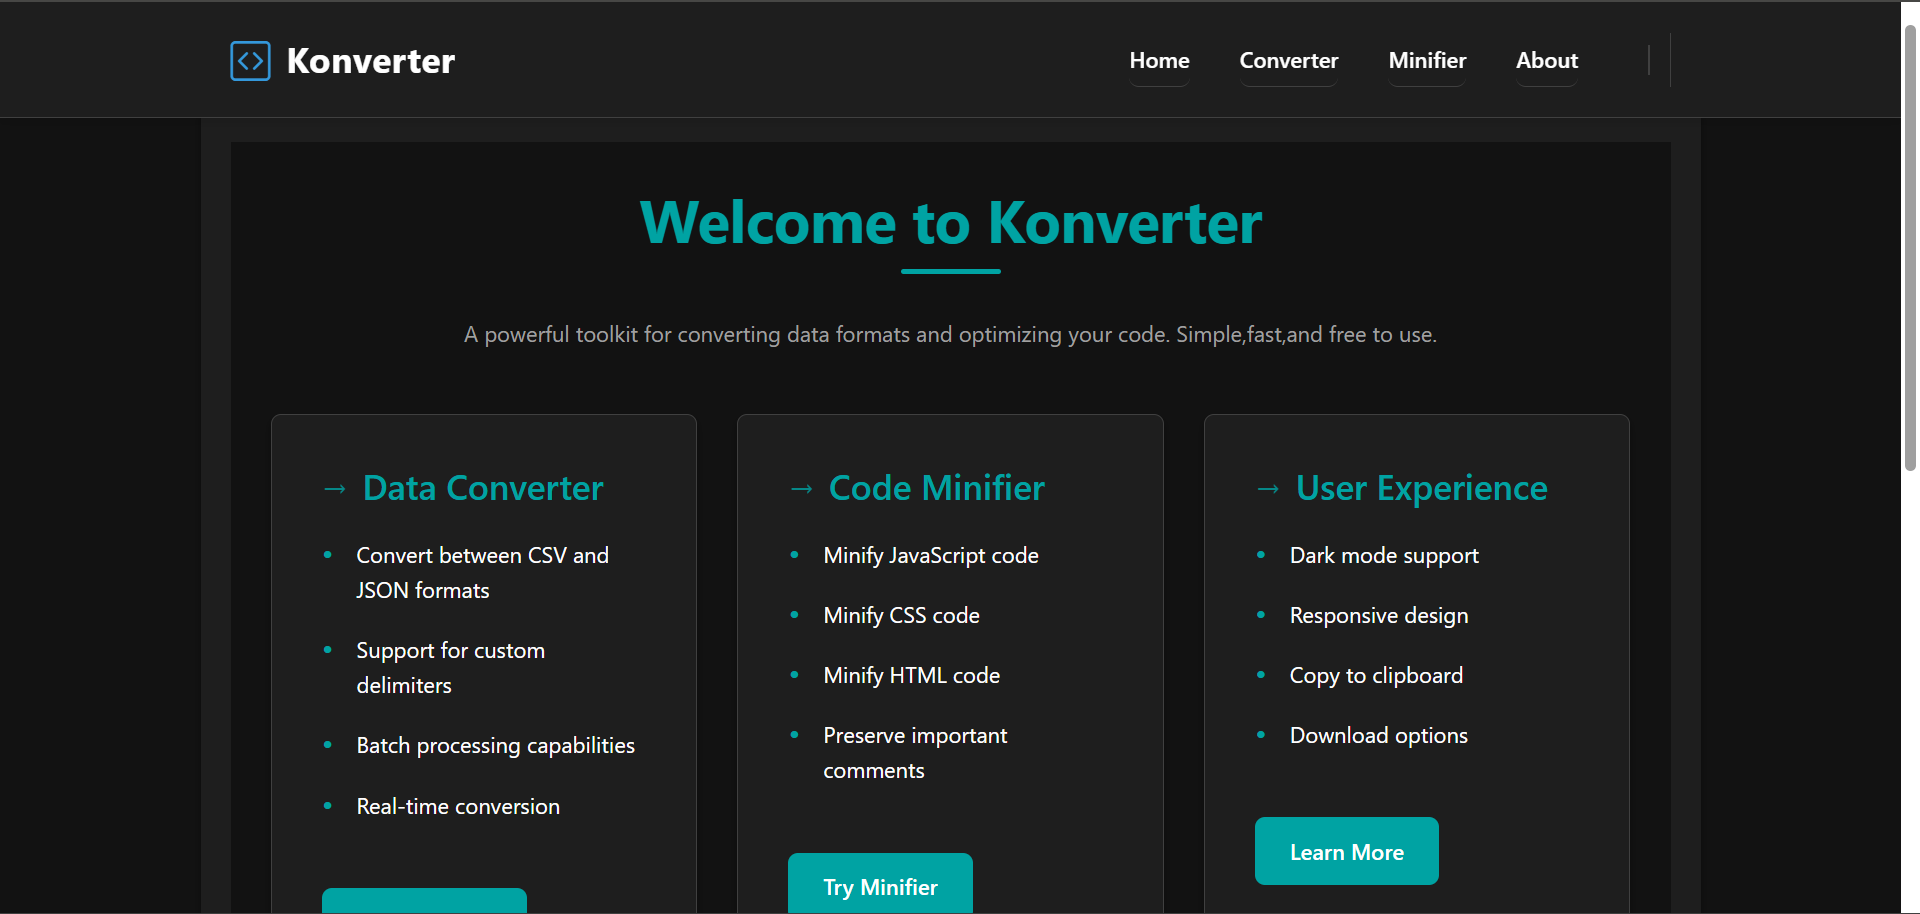 Konverter
Home Converter Minifier About
Welcome to Konverter
A powerful toolkit for converting data formats and optimizing your code. Simple,fast,and free to use.
→ Data Converter
• Convert between CSV and
JSON formats
• Support for custom
delimiters
• Batch processing capabilities
• Real-time conversion
→ Code Minifier
• Minify JavaScript code
• Minify CSS code
• Minify HTML code
• Preserve important
comments
Try Minifier
→ User Experience
• Dark mode support
• Responsive design
• Copy to clipboard
• Download options
Learn More